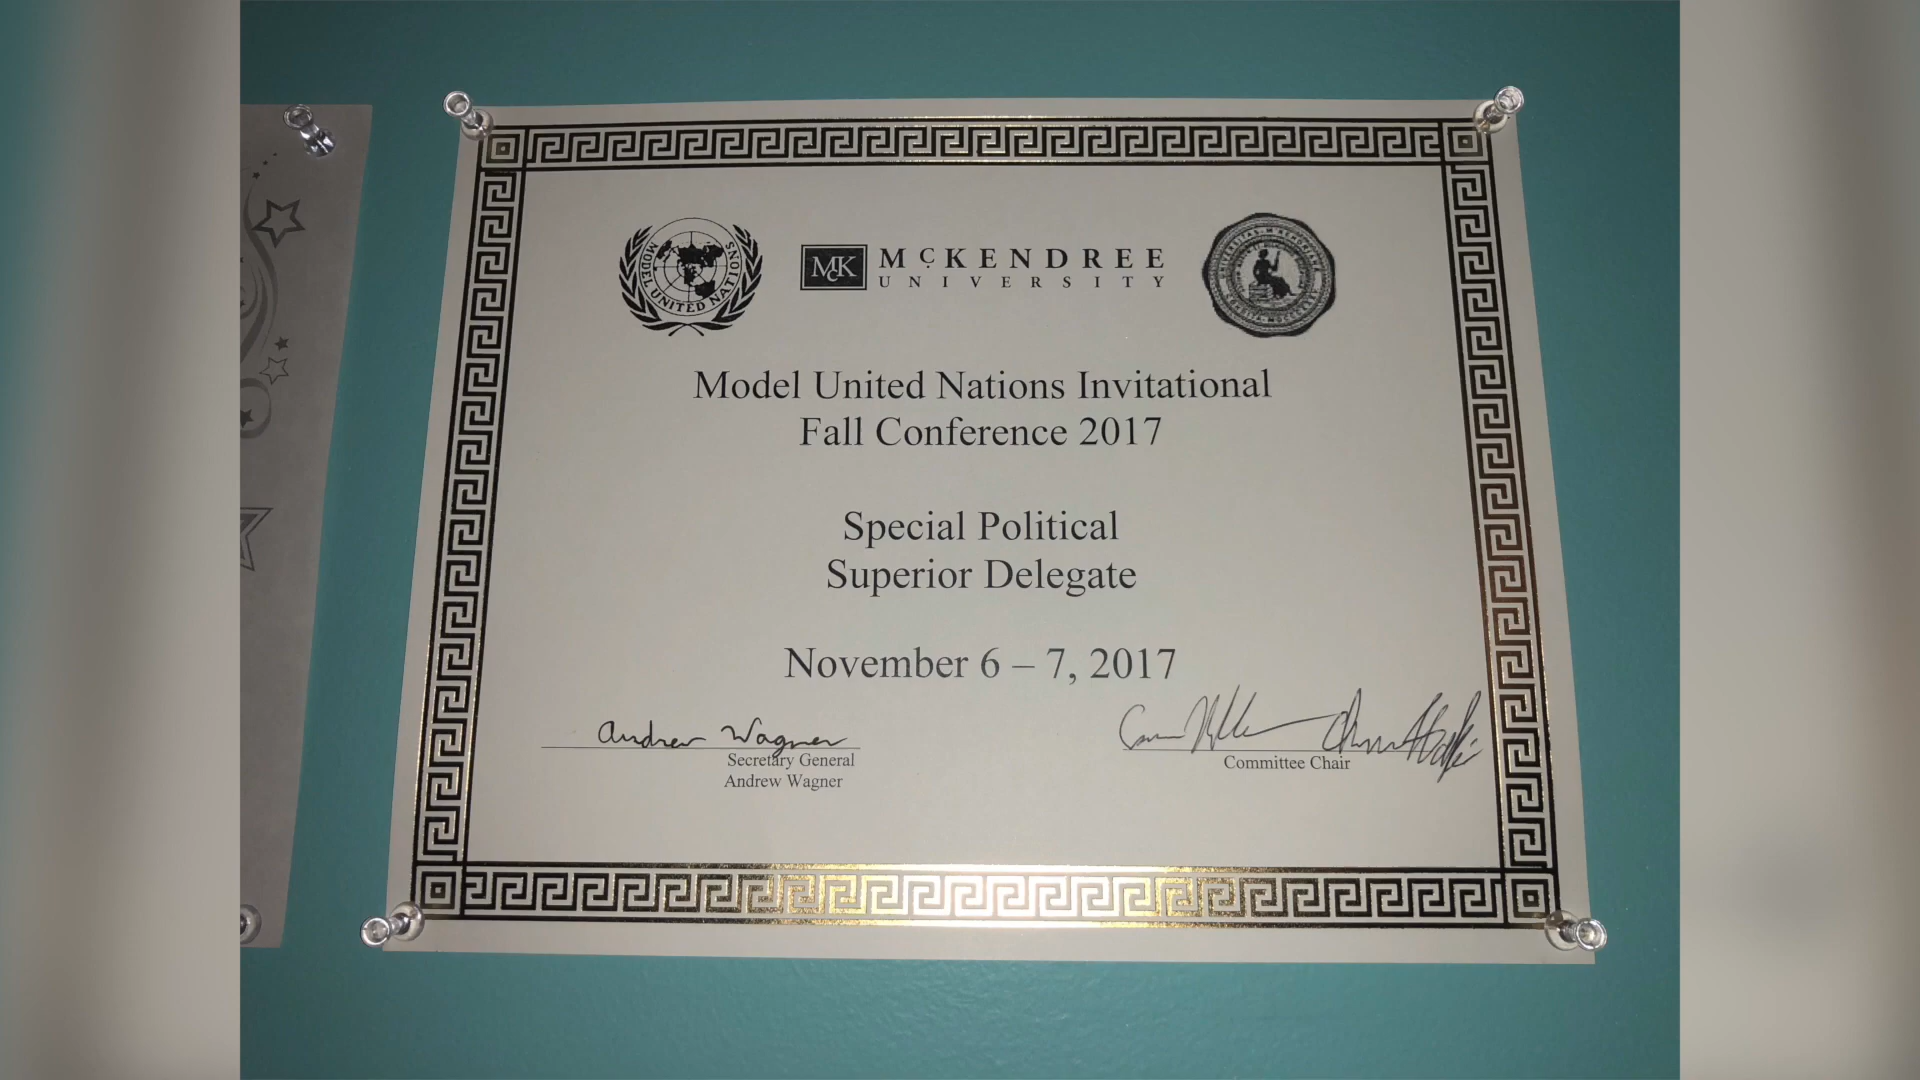 MODEL UNITED NATIONS
McK
McKENDREE
UNIVERSITY
Model United Nations Invitational
Fall Conference 2017
Special Political
Superior Delegate
November 6 – 7, 2017
Andrew Wagner
Secretary General
Andrew Wagner
Committee Chair